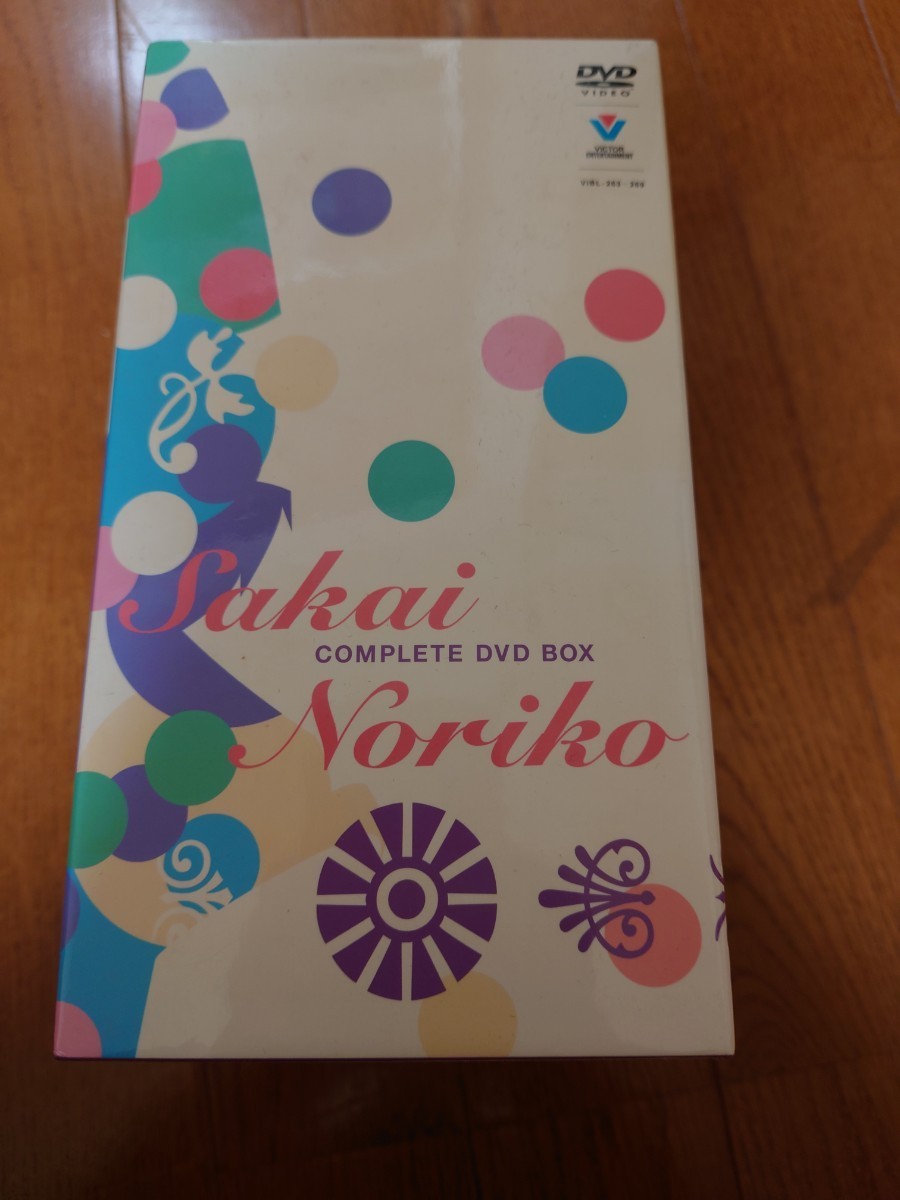 DVD
VIDEO
VICTOR
ENTERTAINMENT
Sakai
COMPLETE DVD BOX
Noriko